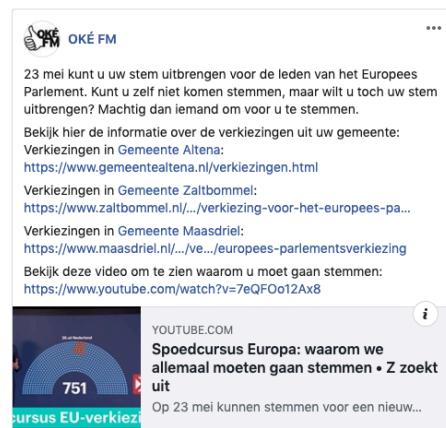 OKÉ
FM
OKÉ FM
23 mei kunt u uw stem uitbrengen voor de leden van het Europees
Parlement. Kunt u zelf niet komen stemmen, maar wilt u toch uw stem
uitbrengen? Machtig dan iemand om voor u te stemmen.
Bekijk hier de informatie over de verkiezingen uit uw gemeente:
Verkiezingen in Gemeente Altena:
https://www.gemeentealtena.nl/verkiezingen.html
Verkiezingen in Gemeente Zaltbommel:
https://www.zaltbommel.nl/.../verkiezing-voor-het-europees-pa...
Verkiezingen in Gemeente Maasdriel:
https://www.maasdriel.nl/.../ve.../europees-parlementsverkiezing
Bekijk deze video om te zien waarom u moet gaan stemmen:
https://www.youtube.com/watch?v=7eQFOo12Ax8
751
cursus EU-verkiezi
YOUTUBE.COM
Spoedcursus Europa: waarom we
allemaal moeten gaan stemmen • Z zoekt
uit
Op 23 mei kunnen stemmen voor een nieuw...